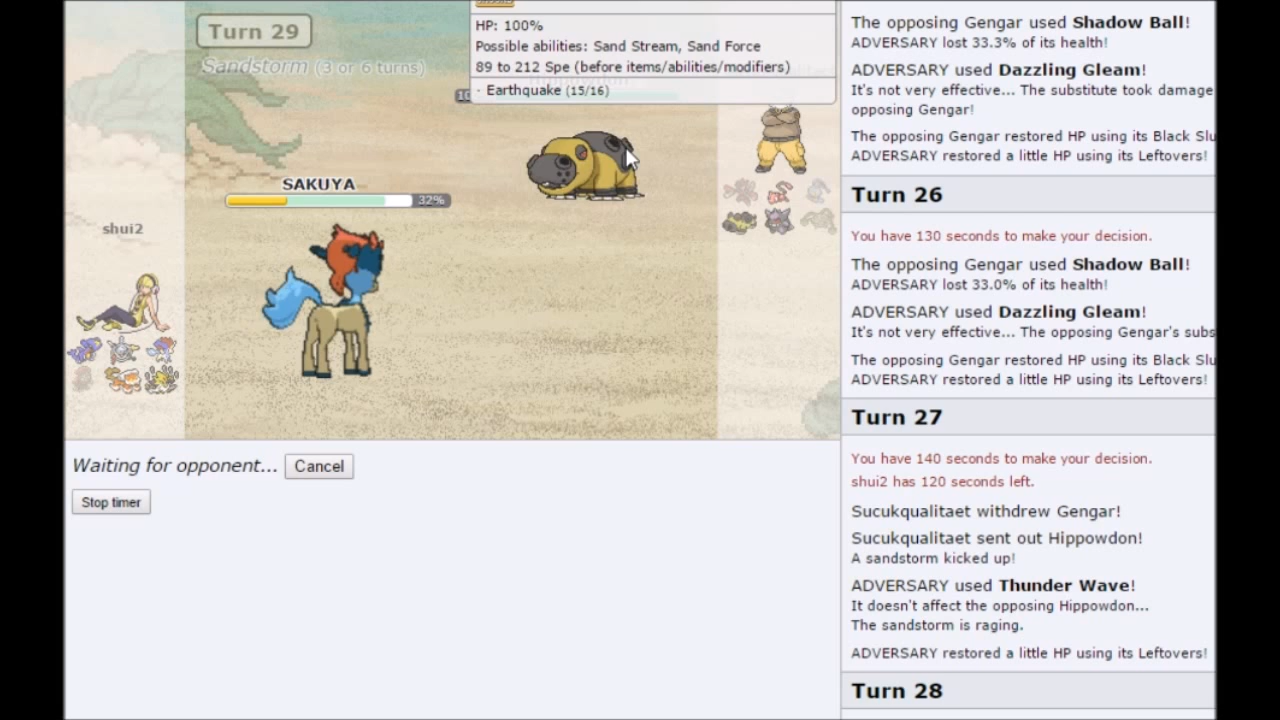 Turn 29
Sandstorm (3 or 6 turns)
HP: 100%
Possible abilities: Sand Stream, Sand Force
89 to 212 Spe (before items/abilities/modifiers)
· Earthquake (15/16)
SAKUYA
32%
shui2
Waiting for opponent... Cancel
Stop timer
The opposing Gengar used Shadow Ball!
ADVERSARY lost 33.3% of its health!
ADVERSARY used Dazzling Gleam!
It's not very effective... The substitute took damage
opposing Gengar!
The opposing Gengar restored HP using its Black Slu
ADVERSARY restored a little HP using its Leftovers!
Turn 26
You have 130 seconds to make your decision.
The opposing Gengar used Shadow Ball!
ADVERSARY lost 33.0% of its health!
ADVERSARY used Dazzling Gleam!
It's not very effective... The opposing Gengar's subs
The opposing Gengar restored HP using its Black Slu
ADVERSARY restored a little HP using its Leftovers!
Turn 27
You have 140 seconds to make your decision.
shui2 has 120 seconds left.
Sucukqualitaet withdrew Gengar!
Sucukqualitaet sent out Hippowdon!
A sandstorm kicked up!
ADVERSARY used Thunder Wave!
It doesn't affect the opposing Hippowdon...
The sandstorm is raging.
ADVERSARY restored a little HP using its Leftovers!
Turn 28